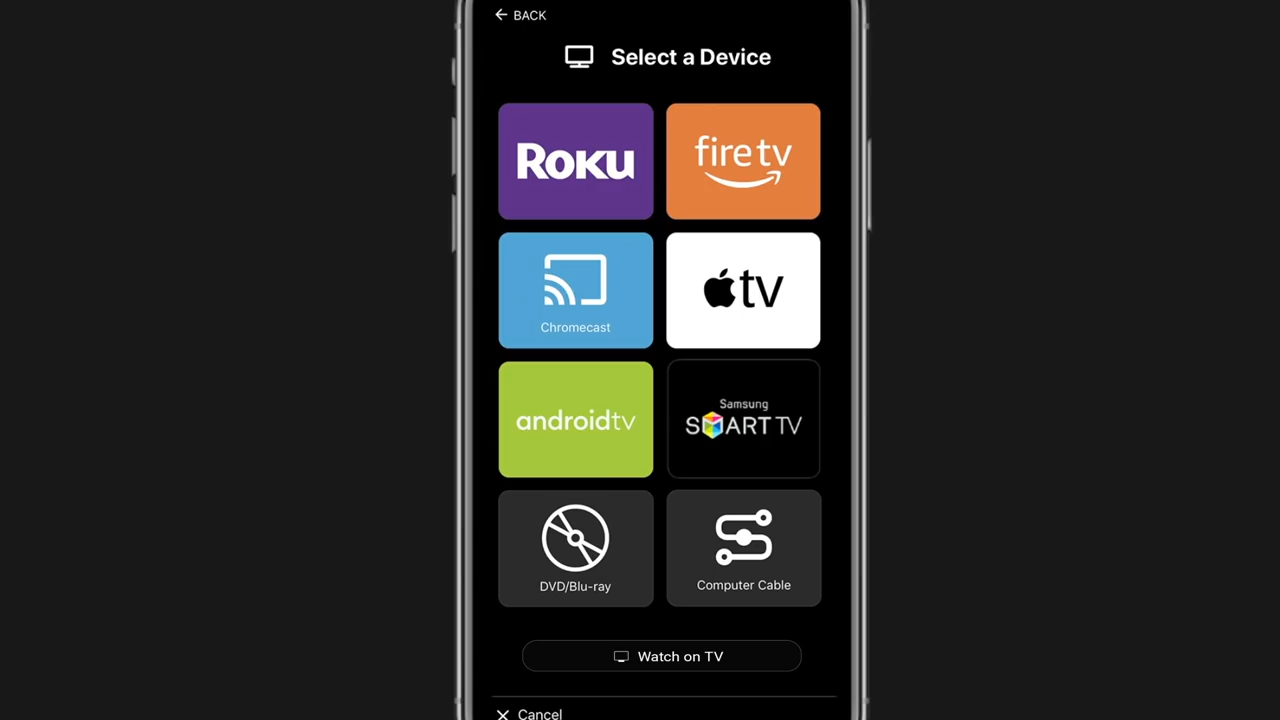 BACK
Select a Device
ROKU
fire tv
Chromecast
tv
androidtv
Samsung
SMART TV
DVD/Blu-ray
Computer Cable
Watch on TV
Cancel